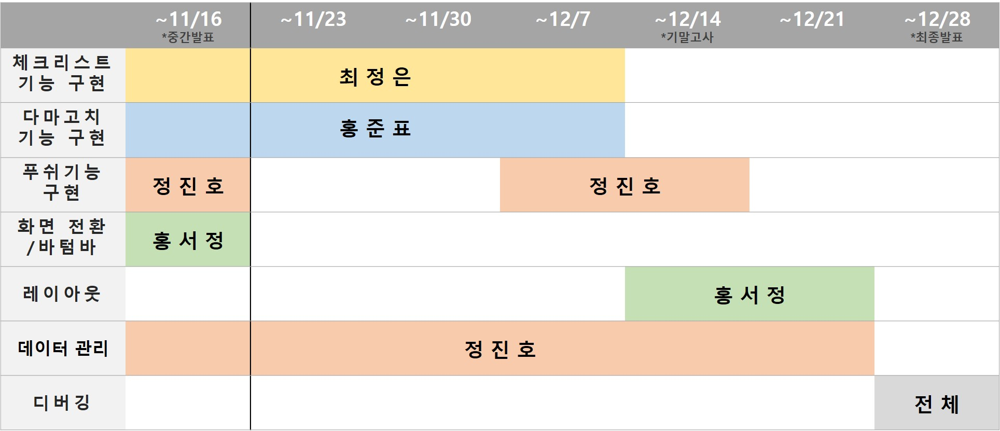 ~11/16
*중간발표
~11/23
~11/30
~12/7
~12/14
*기말고사
~12/21
~12/28
*최종발표
체크리스트
기능 구현
최정은
다마고치
기능 구현
홍준표
푸쉬기능
구현
정진호
정진호
화면 전환
/바텀바
홍서정
레이아웃
홍서정
데이터 관리
정진호
디버깅
전체